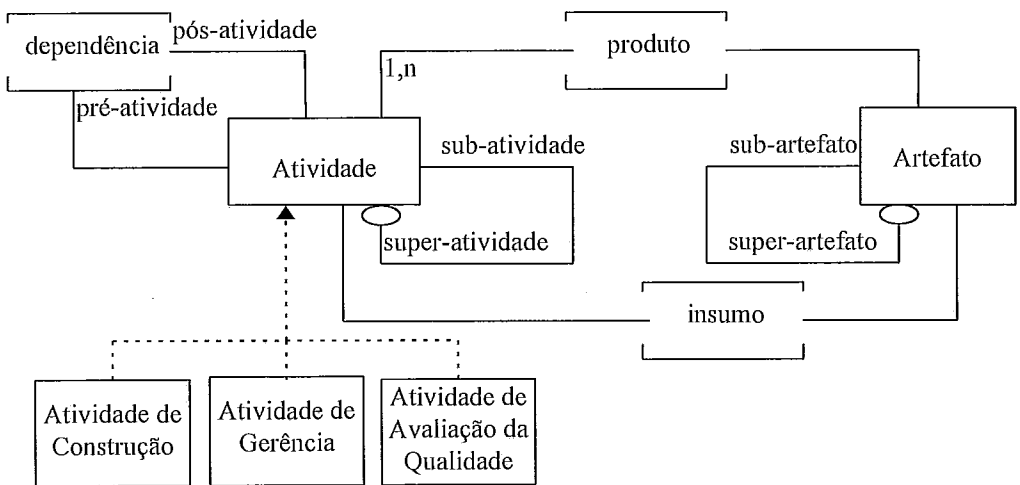 dependência
pós-atividade
pré-atividade
1,n
produto
Atividade
sub-atividade
super-atividade
sub-artefato
Artefato
super-artefato
insumo
Atividade de
Construção
Atividade de
Gerência
Atividade de
Avaliação da
Qualidade